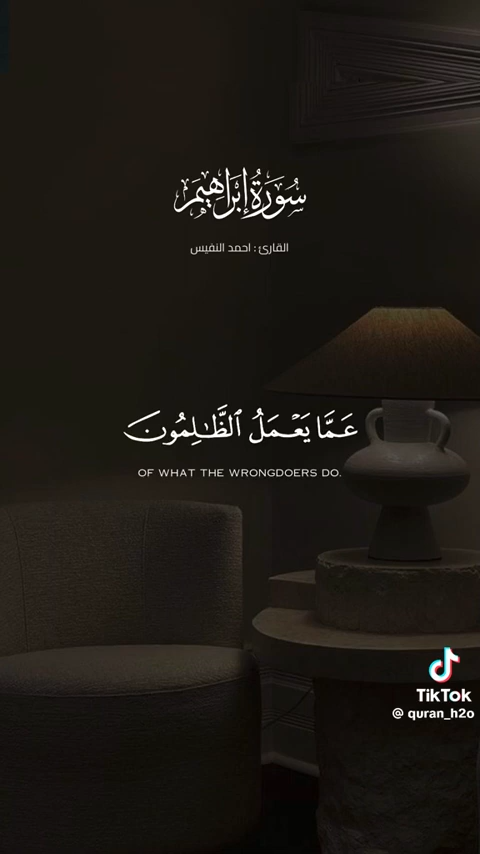 سُورَةُ إِبْرَاهِيمَ
القارئ : احمد النفيس
عَمَّا يَعْمَلُ ٱلظَّـٰلِمُونَ
OF WHAT THE WRONGDOERS DO.
TikTok
@ quran_h2o